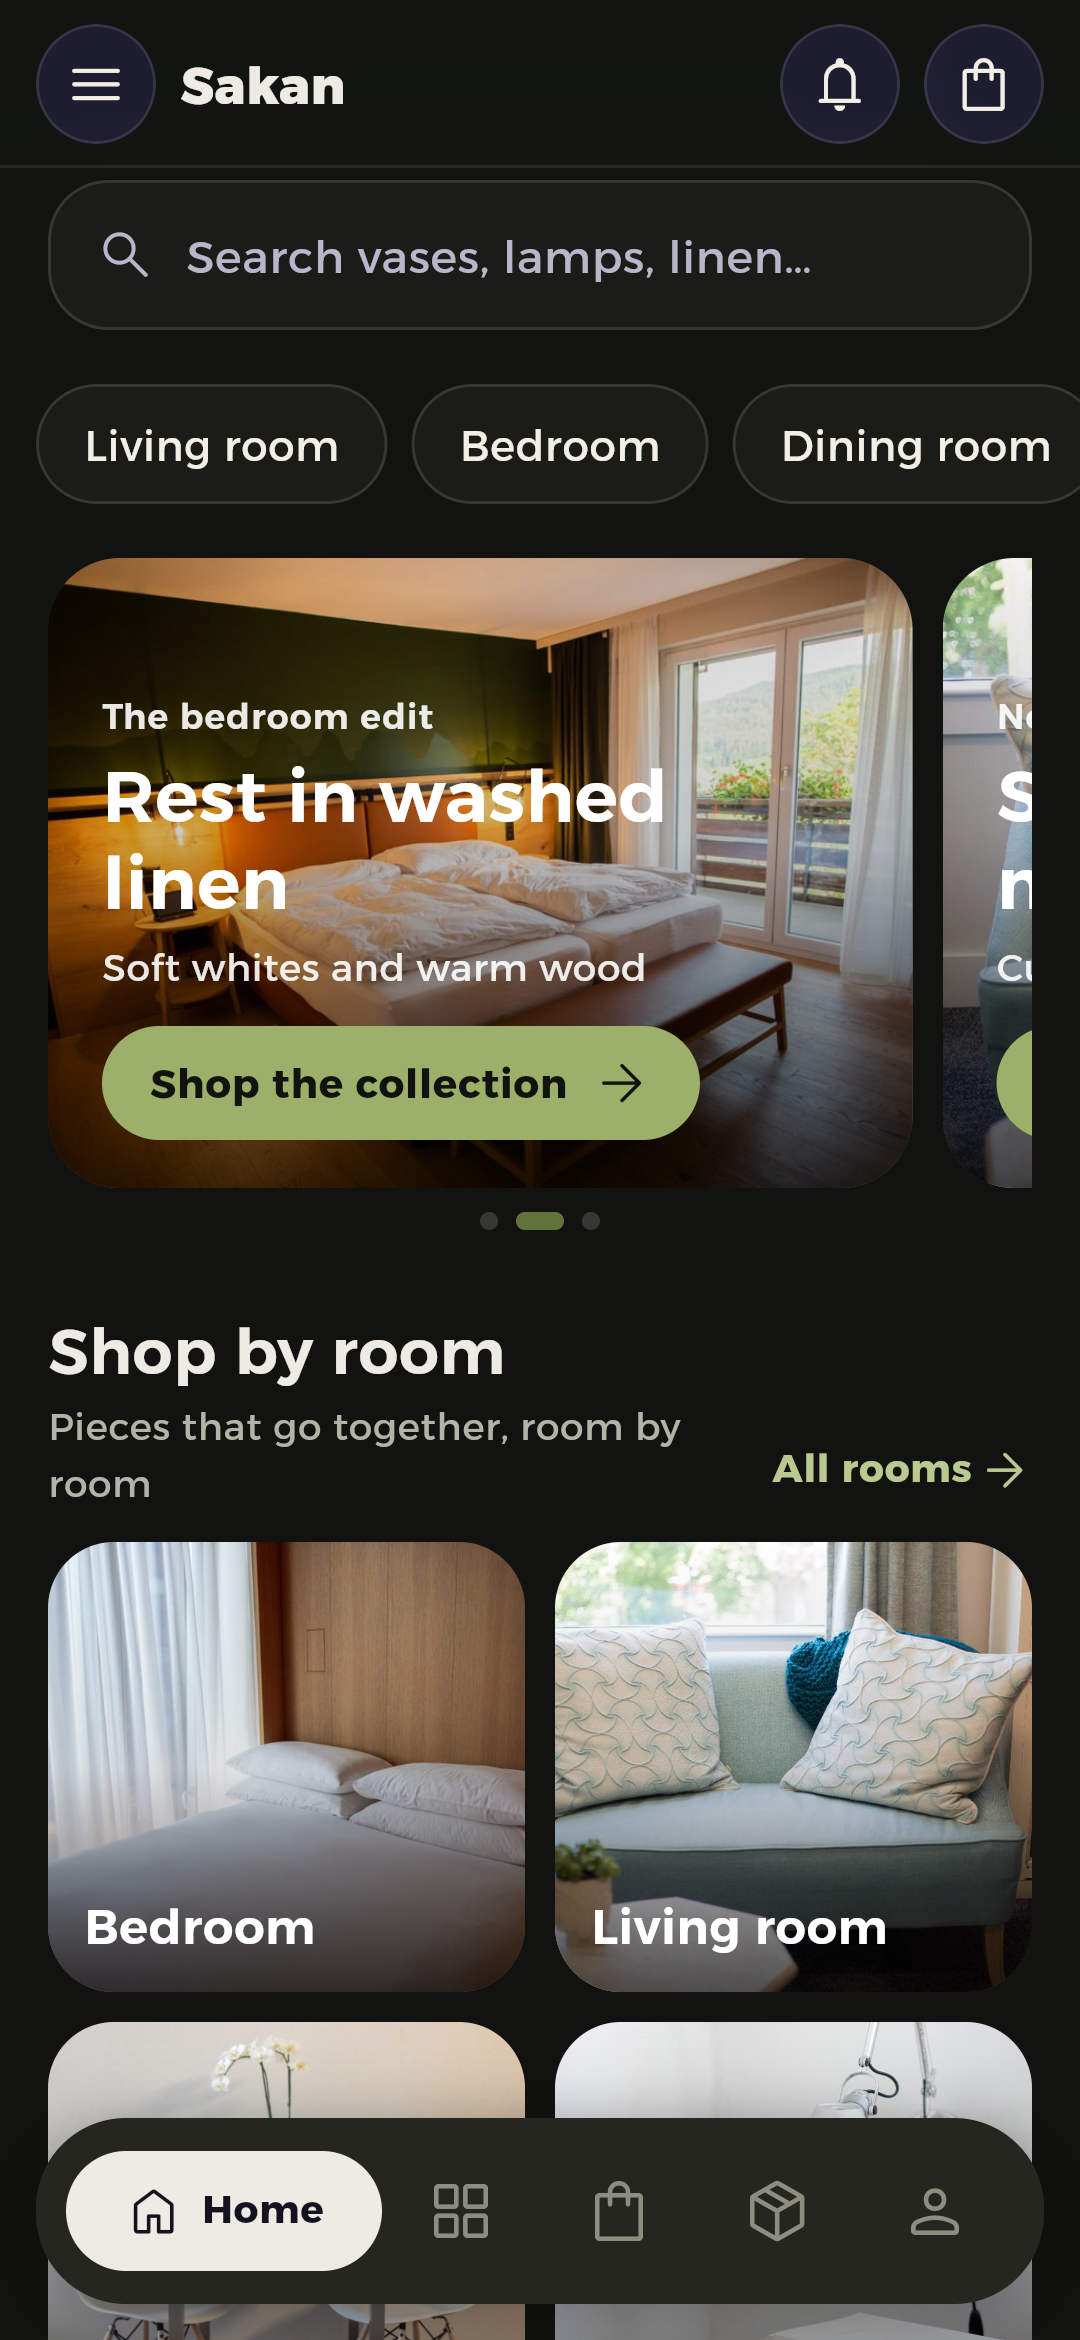 Sakan
Search vases, lamps, linen...
Living room
Bedroom
Dining room
The bedroom edit
Rest in washed
linen
Soft whites and warm wood
Shop the collection
Shop by room
Pieces that go together, room by
room
All rooms
Bedroom
Living room
Home